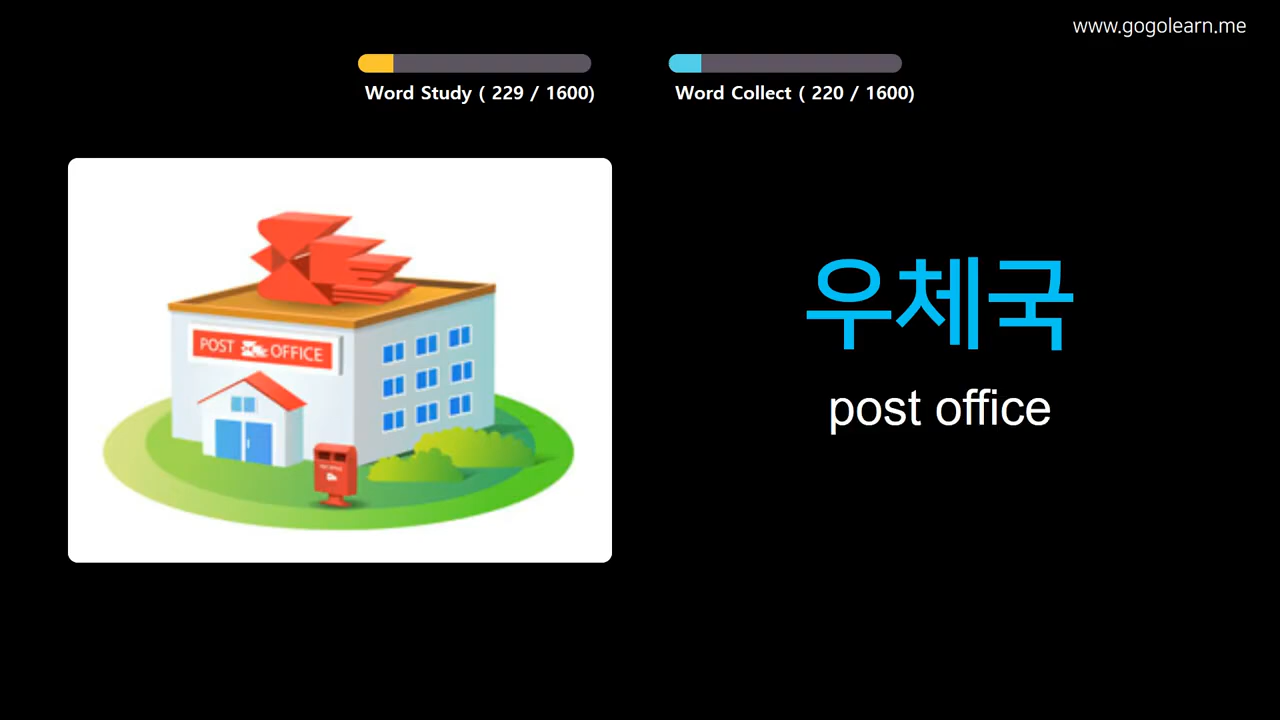 www.gogolearn.me
Word Study ( 229 / 1600)
Word Collect ( 220 / 1600)
POST OFFICE
우체국
post office